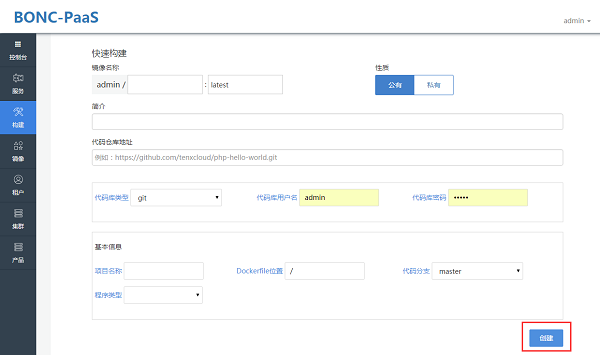 BONC-PaaS
admin
控制台
服务
构建
镜像
租户
集群
产品
快速构建
镜像名称
性质
admin / : latest
公有 私有
简介
代码仓库地址
例如：https://github.com/tenxcloud/php-hello-world.git
代码库类型 git 代码库用户名 admin 代码库密码 •••••
基本信息
项目名称 Dockerfile位置 / 代码分支 master
程序类型
创建